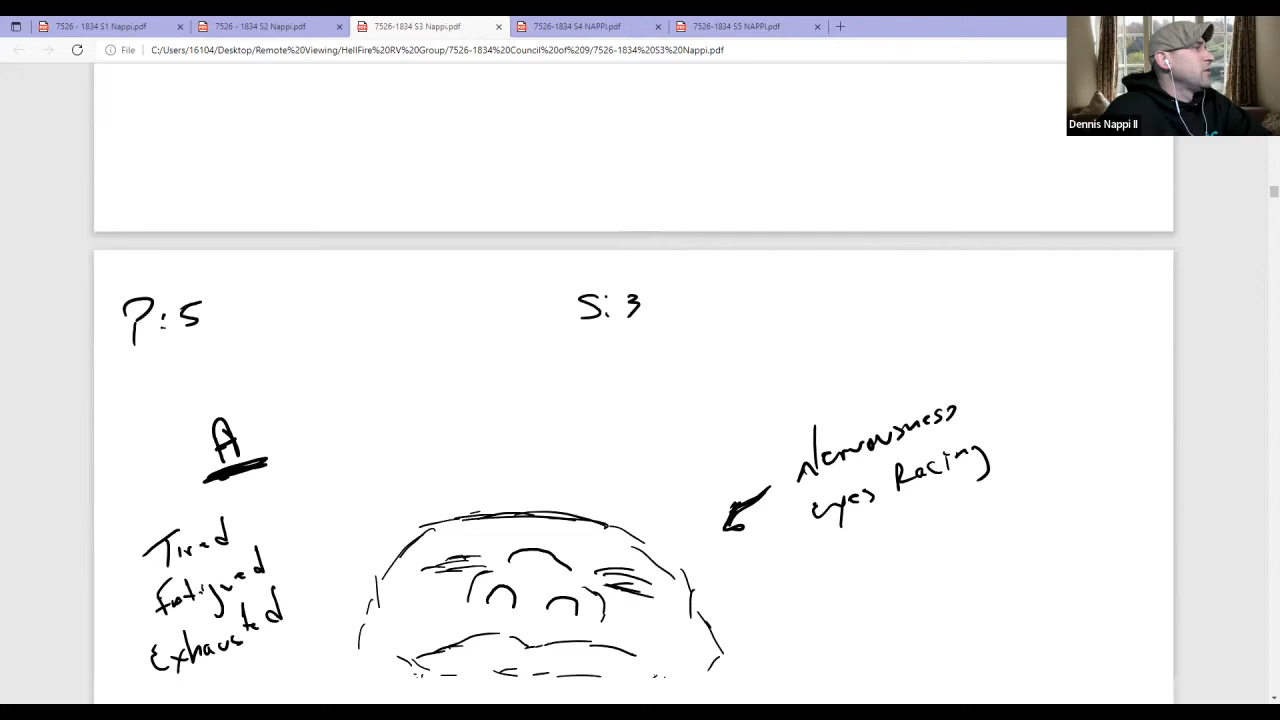 7526 - 1834 S1 Nappi.pdf
7526 - 1834 S2 Nappi.pdf
7526-1834 S3 Nappi.pdf
7526-1834 S4 NAPPI.pdf
7526-1834 S5 NAPPI.pdf
File
C:/Users/16104/Desktop/Remote%20Viewing/HellFire%20RV%20Group/7526-1834%20Council%20of%209/7526-1834%20S3%20Nappi.pdf
Dennis Nappi II
P: 5
S: 3
A
Nervousness
eyes Racing
Tired
Fatigued
Exhausted